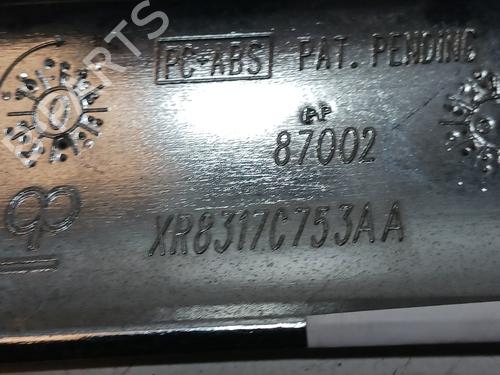 PC+ABS PAT. PENDING
87002
XR8317C753AA